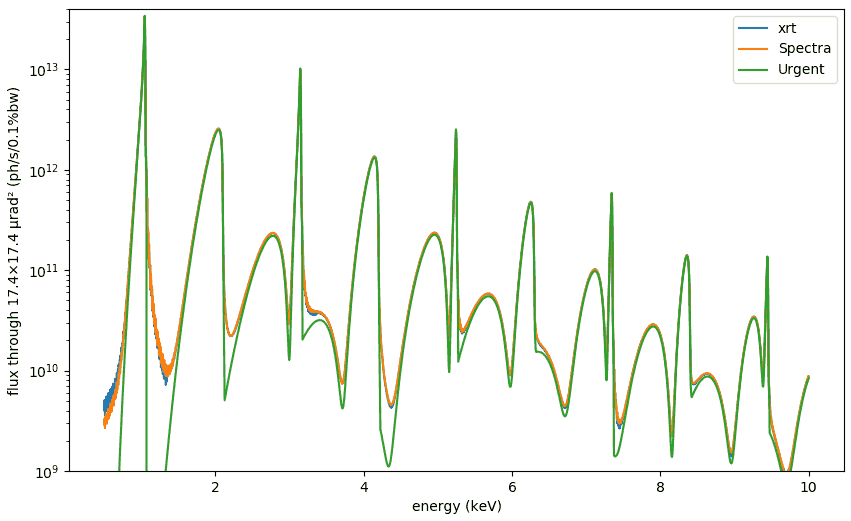 xrt
Spectra
Urgent
flux through 17.4×17.4 μrad² (ph/s/0.1%bw)
10¹³
10¹²
10¹¹
10¹⁰
10⁹
2
4
6
8
10
energy (keV)